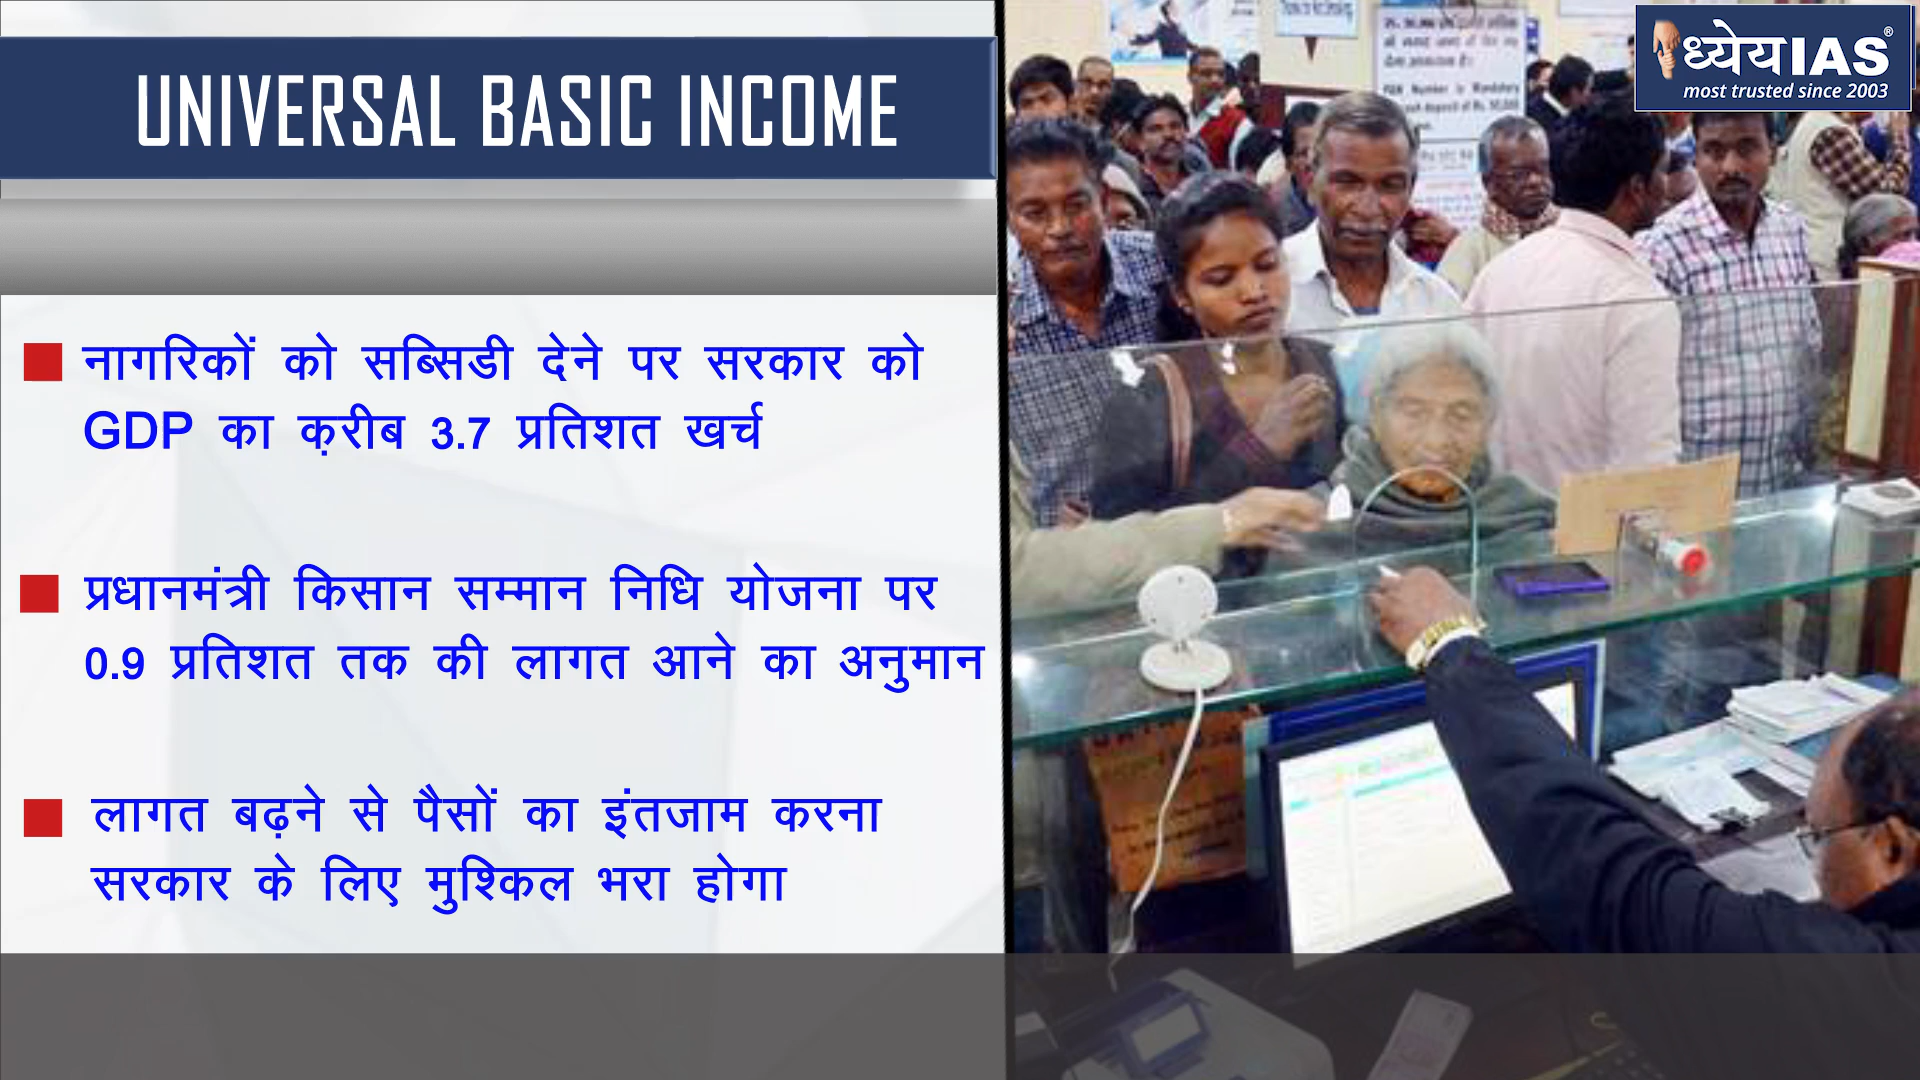 UNIVERSAL BASIC INCOME
ध्येयIAS®
most trusted since 2003
नागरिकों को सब्सिडी देने पर सरकार को
GDP का क़रीब 3.7 प्रतिशत खर्च
प्रधानमंत्री किसान सम्मान निधि योजना पर
0.9 प्रतिशत तक की लागत आने का अनुमान
लागत बढ़ने से पैसों का इंतजाम करना
सरकार के लिए मुश्किल भरा होगा